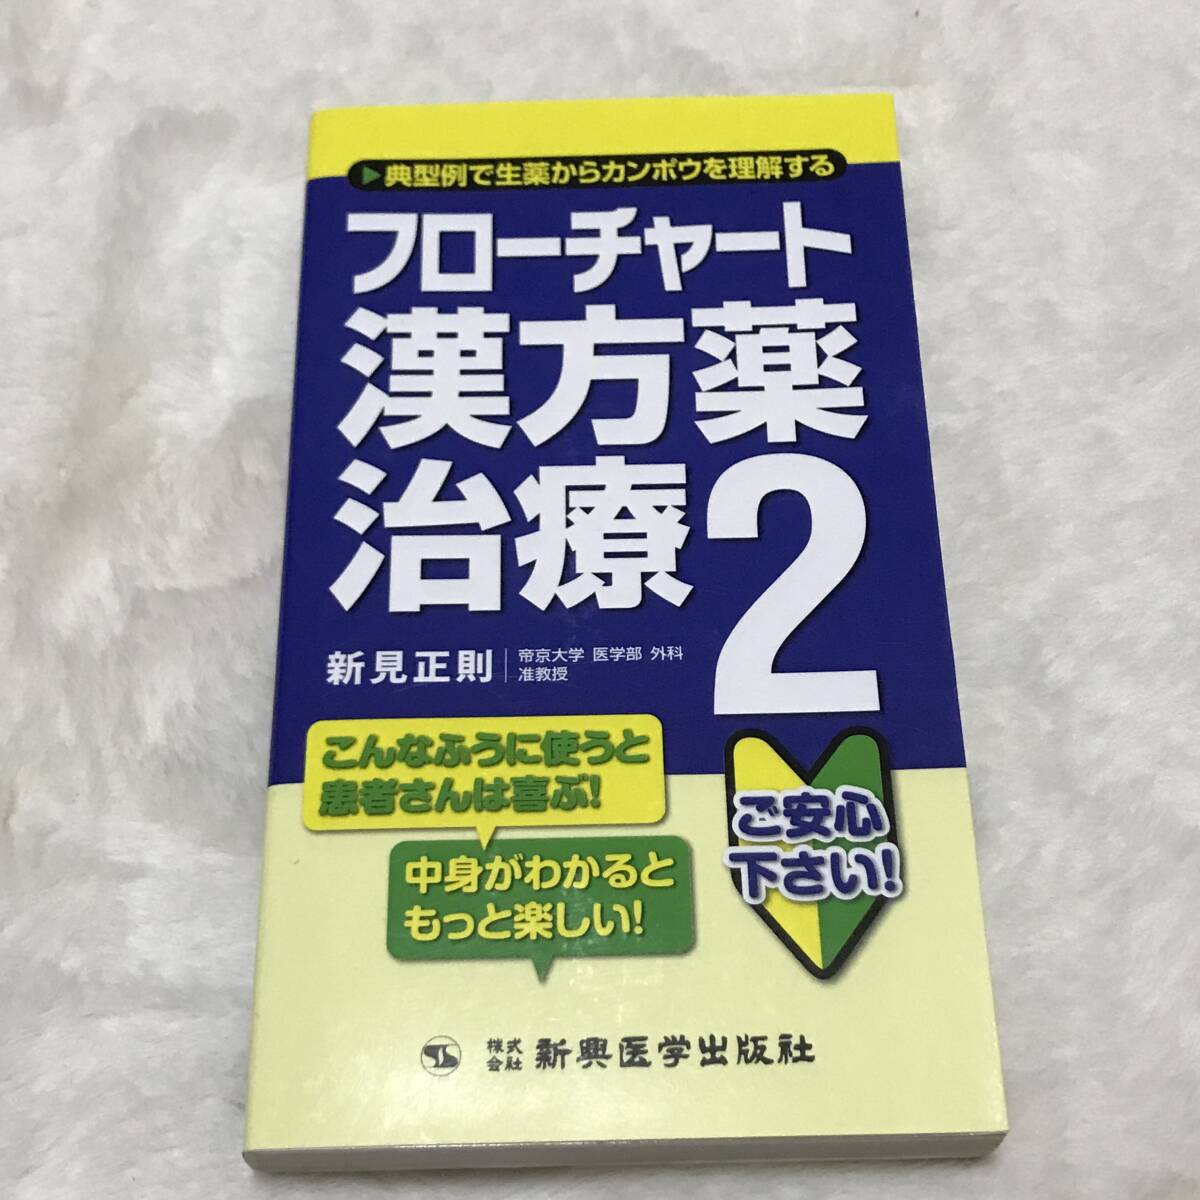 ▶典型例で生薬からカンポウを理解する
フローチャート
漢方薬
治療2
新見正則
帝京大学 医学部 外科
准教授
こんなふうに使うと
患者さんは喜ぶ!
中身がわかると
もっと楽しい!
ご安心
下さい!
株式
会社
新興医学出版社